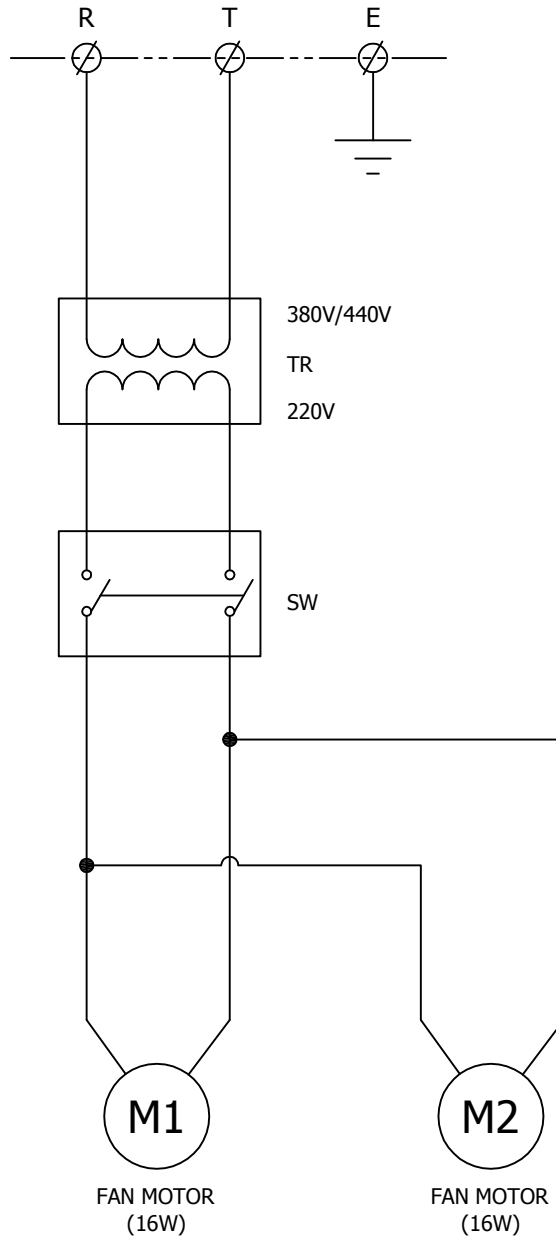 R T E
380V/440V
TR
220V
SW
M1 M2
FAN MOTOR FAN MOTOR
(16W) (16W)